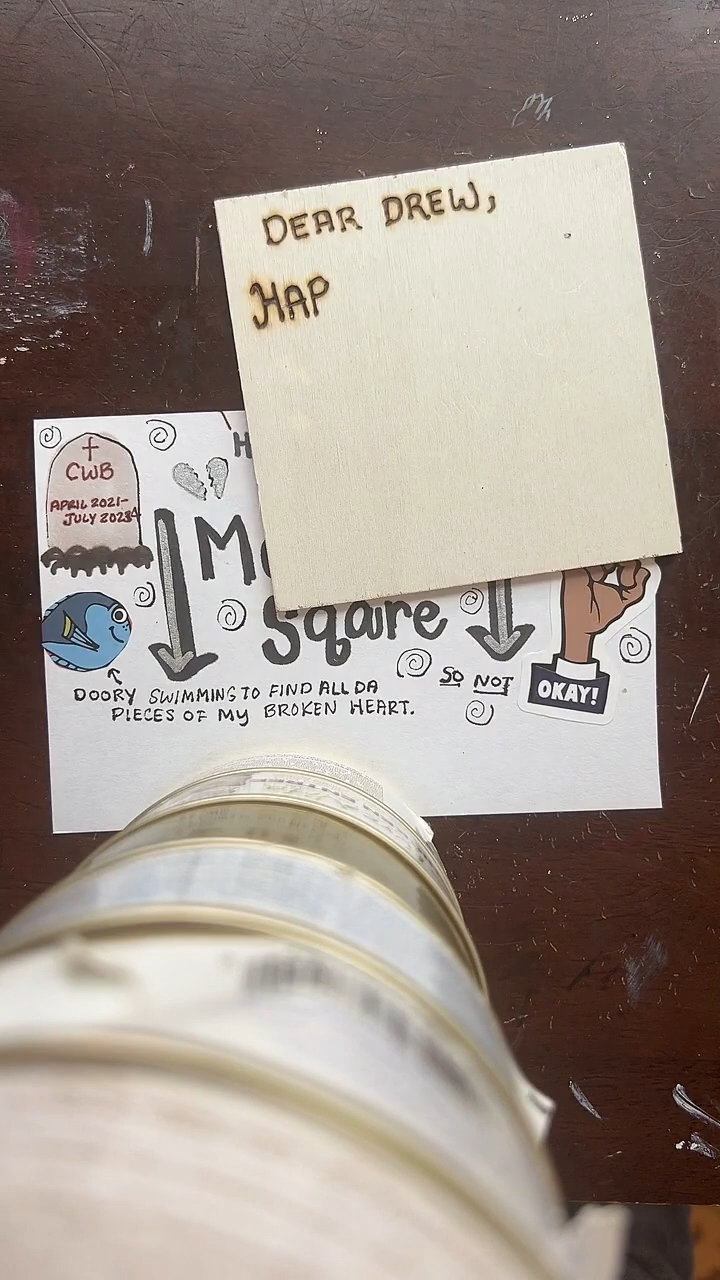 DEAR DREW,
HAP
H
CWB
APRIL 2021-
JULY 2023
M
Sqaire
DOORY SWIMMING TO FIND ALL DA
PIECES OF MY BROKEN HEART.
SO NOT
OKAY!